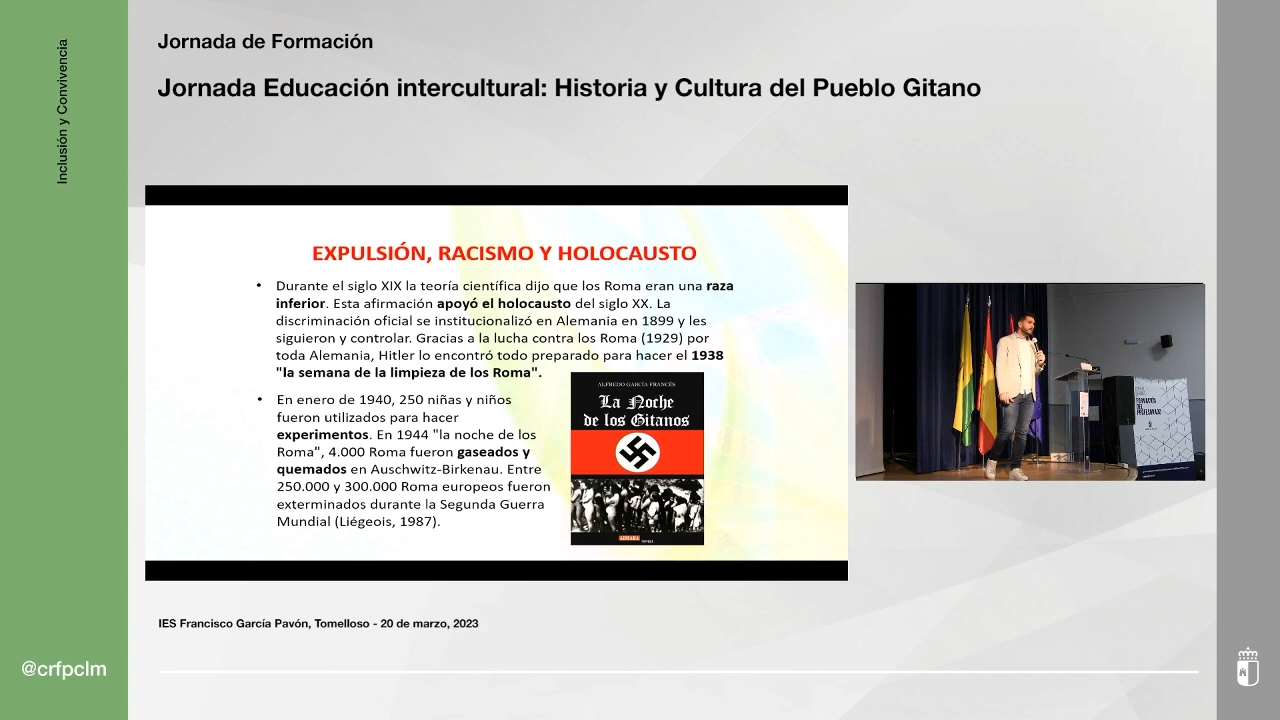 Inclusión y Convivencia
Jornada de Formación
Jornada Educación intercultural: Historia y Cultura del Pueblo Gitano
EXPULSIÓN, RACISMO Y HOLOCAUSTO
• Durante el siglo XIX la teoría científica dijo que los Roma eran una raza
inferior. Esta afirmación apoyó el holocausto del siglo XX. La
discriminación oficial se institucionalizó en Alemania en 1899 y les
siguieron y controlar. Gracias a la lucha contra los Roma (1929) por
toda Alemania, Hitler lo encontró todo preparado para hacer el 1938
"la semana de la limpieza de los Roma".
• En enero de 1940, 250 niñas y niños
fueron utilizados para hacer
experimentos. En 1944 "la noche de los
Roma", 4.000 Roma fueron gaseados y
quemados en Auschwitz-Birkenau. Entre
250.000 y 300.000 Roma europeos fueron
exterminados durante la Segunda Guerra
Mundial (Liégeois, 1987).
ALFREDO GARCÍA FRANCÉS
La Noche
de los Gitanos
IES Francisco García Pavón, Tomelloso - 20 de marzo, 2023
@crfpclm